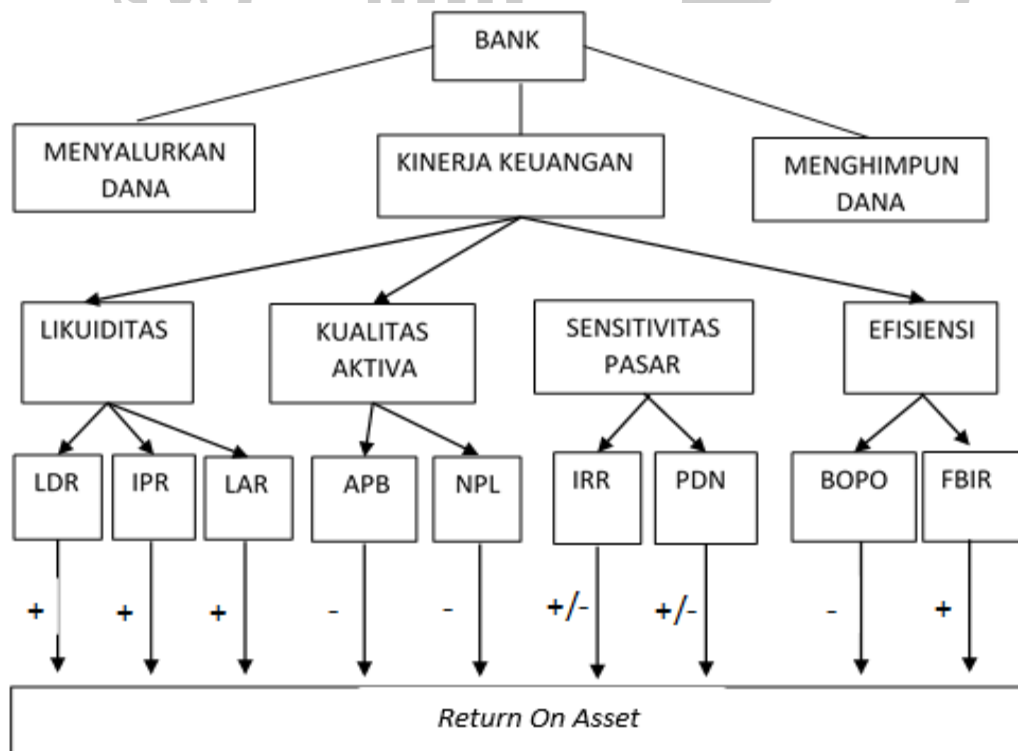 BANK
MENYALURKAN
DANA
KINERJA KEUANGAN
MENGHIMPUN
DANA
LIKUIDITAS
KUALITAS
AKTIVA
SENSITIVITAS
PASAR
EFISIENSI
LDR
IPR
LAR
APB
NPL
IRR
PDN
BOPO
FBIR
+
+
+
-
-
+/-
+/-
-
+
Return On Asset